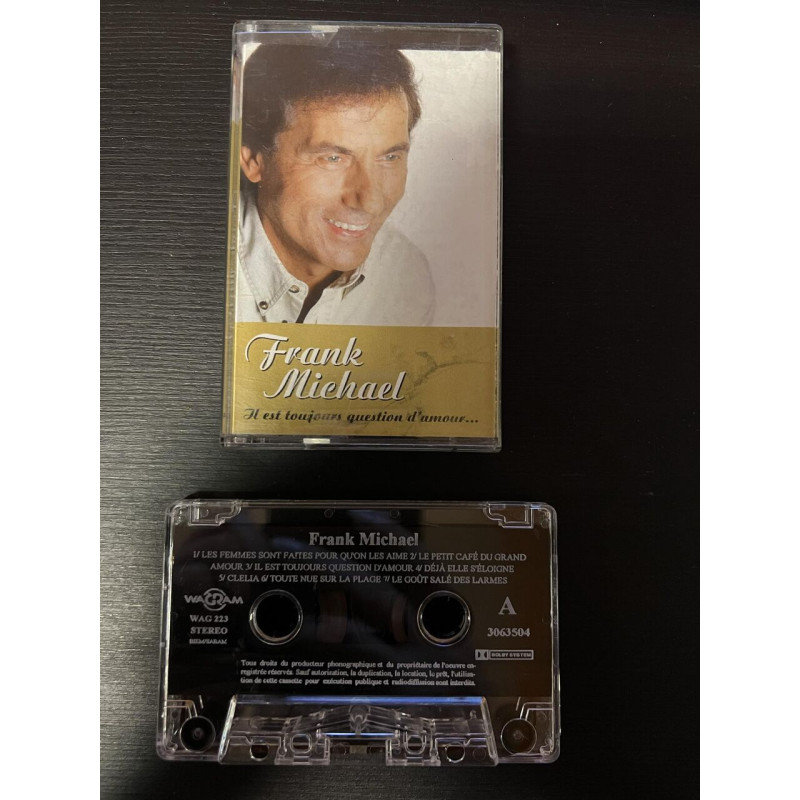 Frank
Michael
Il est toujours question d'amour...
Frank Michael
1/ LES FEMMES SONT FAITES POUR QU'ON LES AIME 2/ LE PETIT CAFÉ DU GRAND
AMOUR 3/ IL EST TOUJOURS QUESTION D'AMOUR 4/ DÉJÀ ELLE S'ÉLOIGNE
5/ CLELIA 6/ TOUTE NUE SUR LA PLAGE 7/ LE GOÛT SALÉ DES LARMES
WAGRAM
WAG 223
STEREO
BIEM/SABAM
A
3063504
DOLBY SYSTEM
Tous droits du producteur phonographique et du propriétaire de l'oeuvre en-
registrée réservés. Sauf autorisation, la duplication, la location, le prêt, l'utilisa-
tion de cette cassette pour exécution publique et radiodiffusion sont interdits.